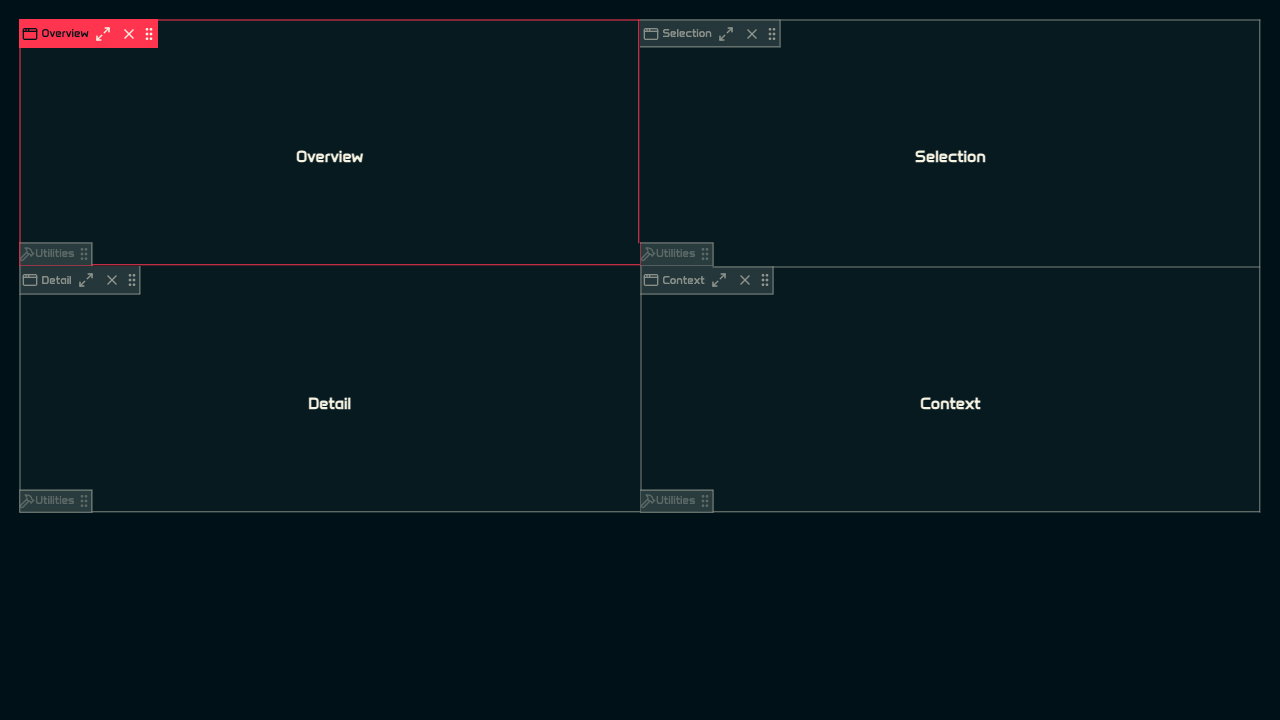 Overview
Selection
Overview
Selection
Utilities
Utilities
Detail
Context
Detail
Context
Utilities
Utilities